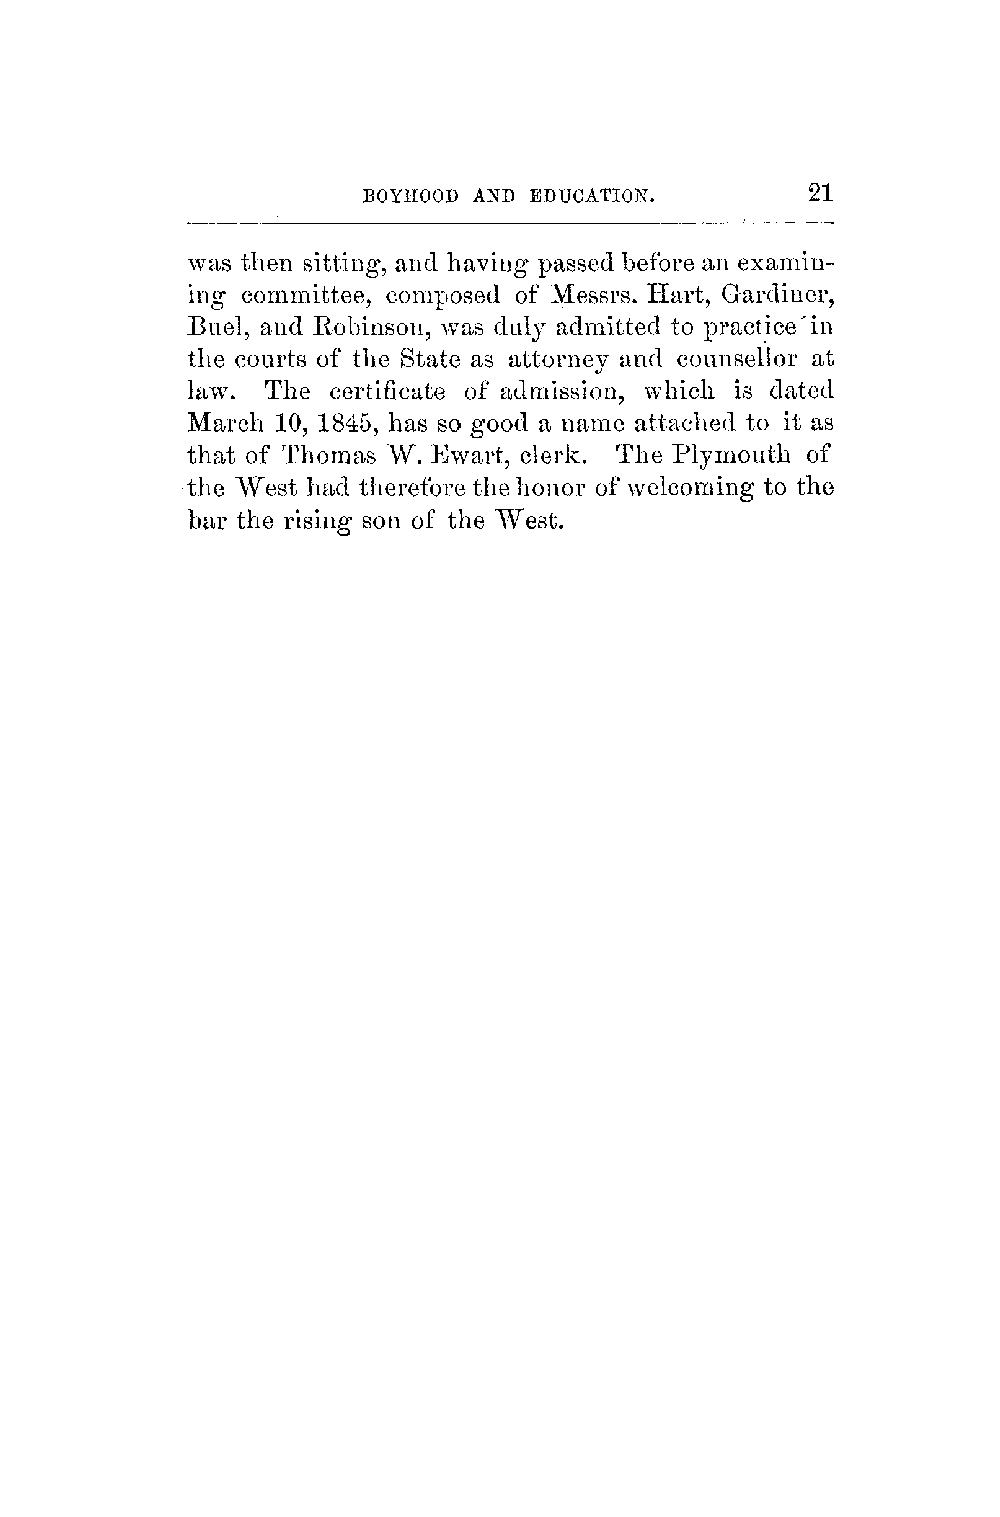 BOYHOOD AND EDUCATION. 21
was then sitting, and having passed before an examin-
ing committee, composed of Messrs. Hart, Gardiner,
Buel, and Robinson, was duly admitted to practice in
the courts of the State as attorney and counsellor at
law. The certificate of admission, which is dated
March 10, 1845, has so good a name attached to it as
that of Thomas W. Ewart, clerk. The Plymouth of
the West had therefore the honor of welcoming to the
bar the rising son of the West.